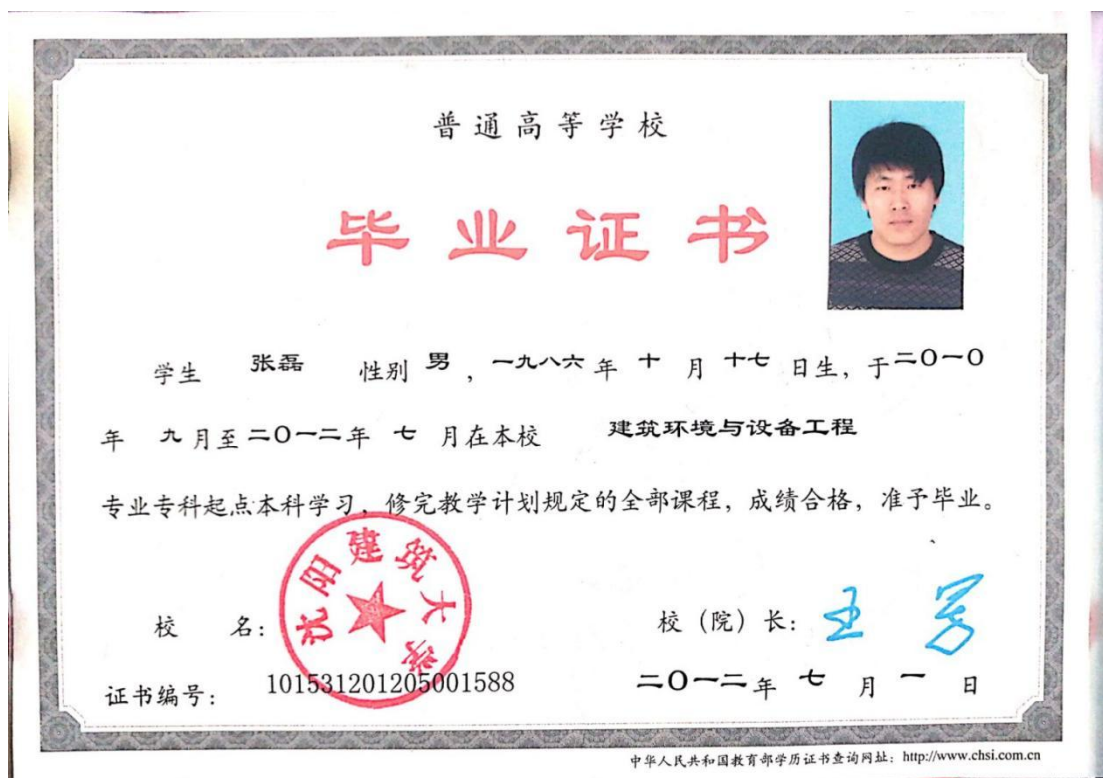 普通高等学校
毕业证书
学生 张磊 性别 男 ，一九八六 年 十 月 十七 日生，于二〇一〇
年 九 月至 二〇一二 年 七 月在本校 建筑环境与设备工程
专业专科起点本科学习，修完教学计划规定的全部课程，成绩合格，准予毕业。
校 名： 沈阳建筑大学 校（院）长：
证书编号： 101531201205001588 二〇一二 年 七 月 一 日
中华人民共和国教育部学历证书查询网址：http://www.chsi.com.cn